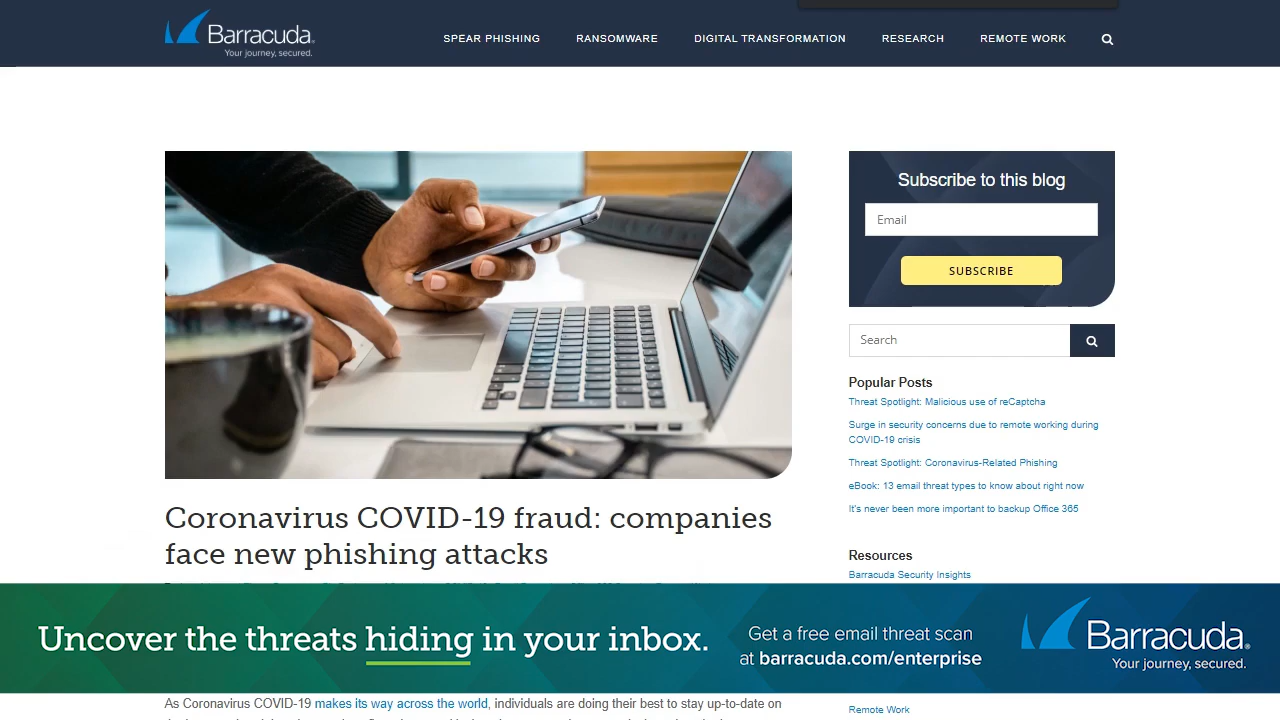 Barracuda
Your journey, secured.
SPEAR PHISHING
RANSOMWARE
DIGITAL TRANSFORMATION
RESEARCH
REMOTE WORK
Coronavirus COVID-19 fraud: companies
face new phishing attacks
Subscribe to this blog
Email
SUBSCRIBE
Search
Popular Posts
Threat Spotlight: Malicious use of reCaptcha
Surge in security concerns due to remote working during
COVID-19 crisis
Threat Spotlight: Coronavirus-Related Phishing
eBook: 13 email threat types to know about right now
It's never been more important to backup Office 365
Resources
Barracuda Security Insights
Uncover the threats hiding in your inbox.
Get a free email threat scan
at barracuda.com/enterprise
Barracuda
Your journey, secured.
As Coronavirus COVID-19 makes its way across the world, individuals are doing their best to stay up-to-date on
Remote Work